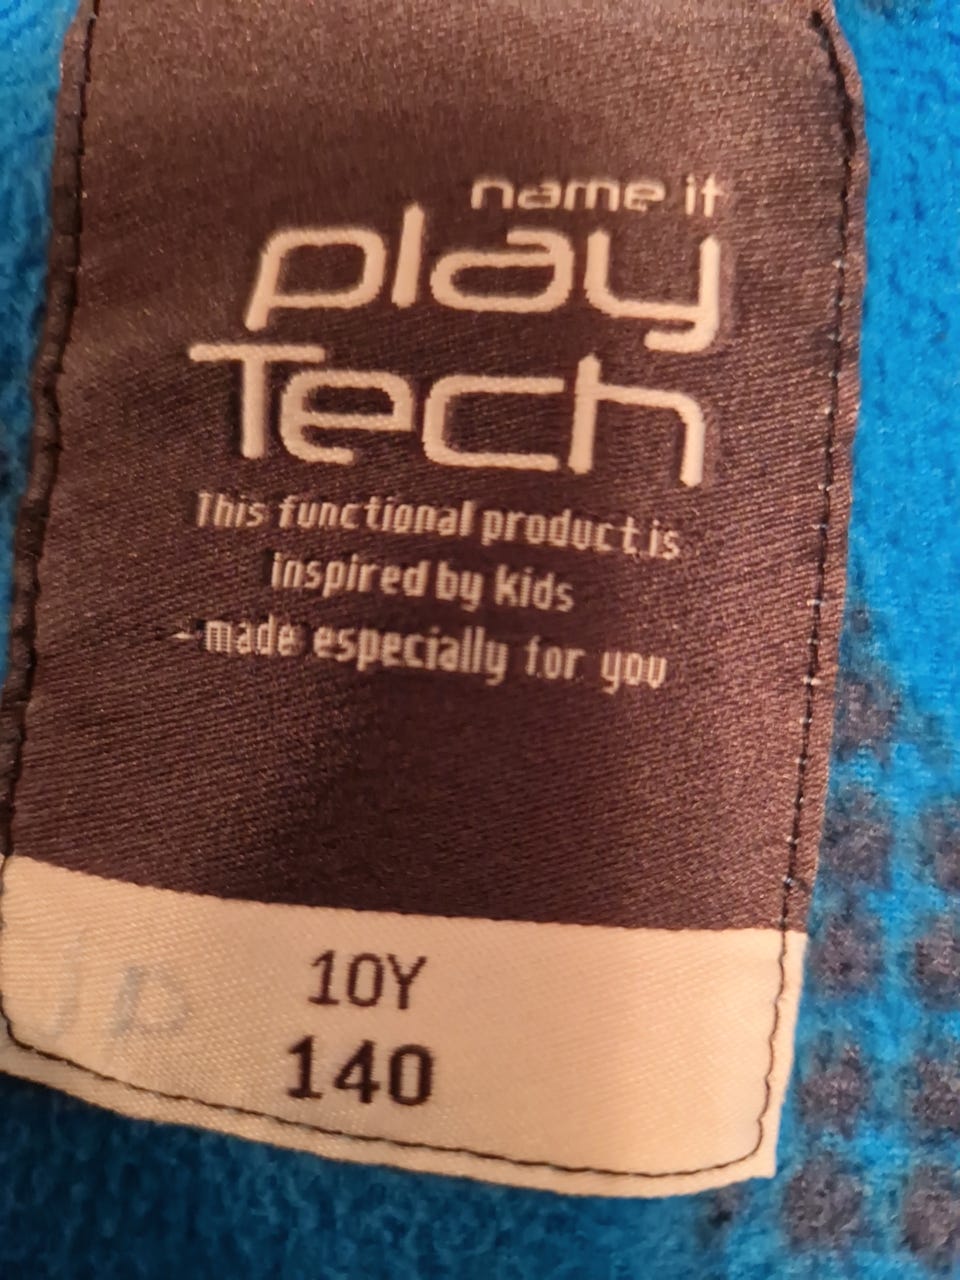 name it
play
Tech
This functional product is
inspired by kids
- made especially for you
10Y
140